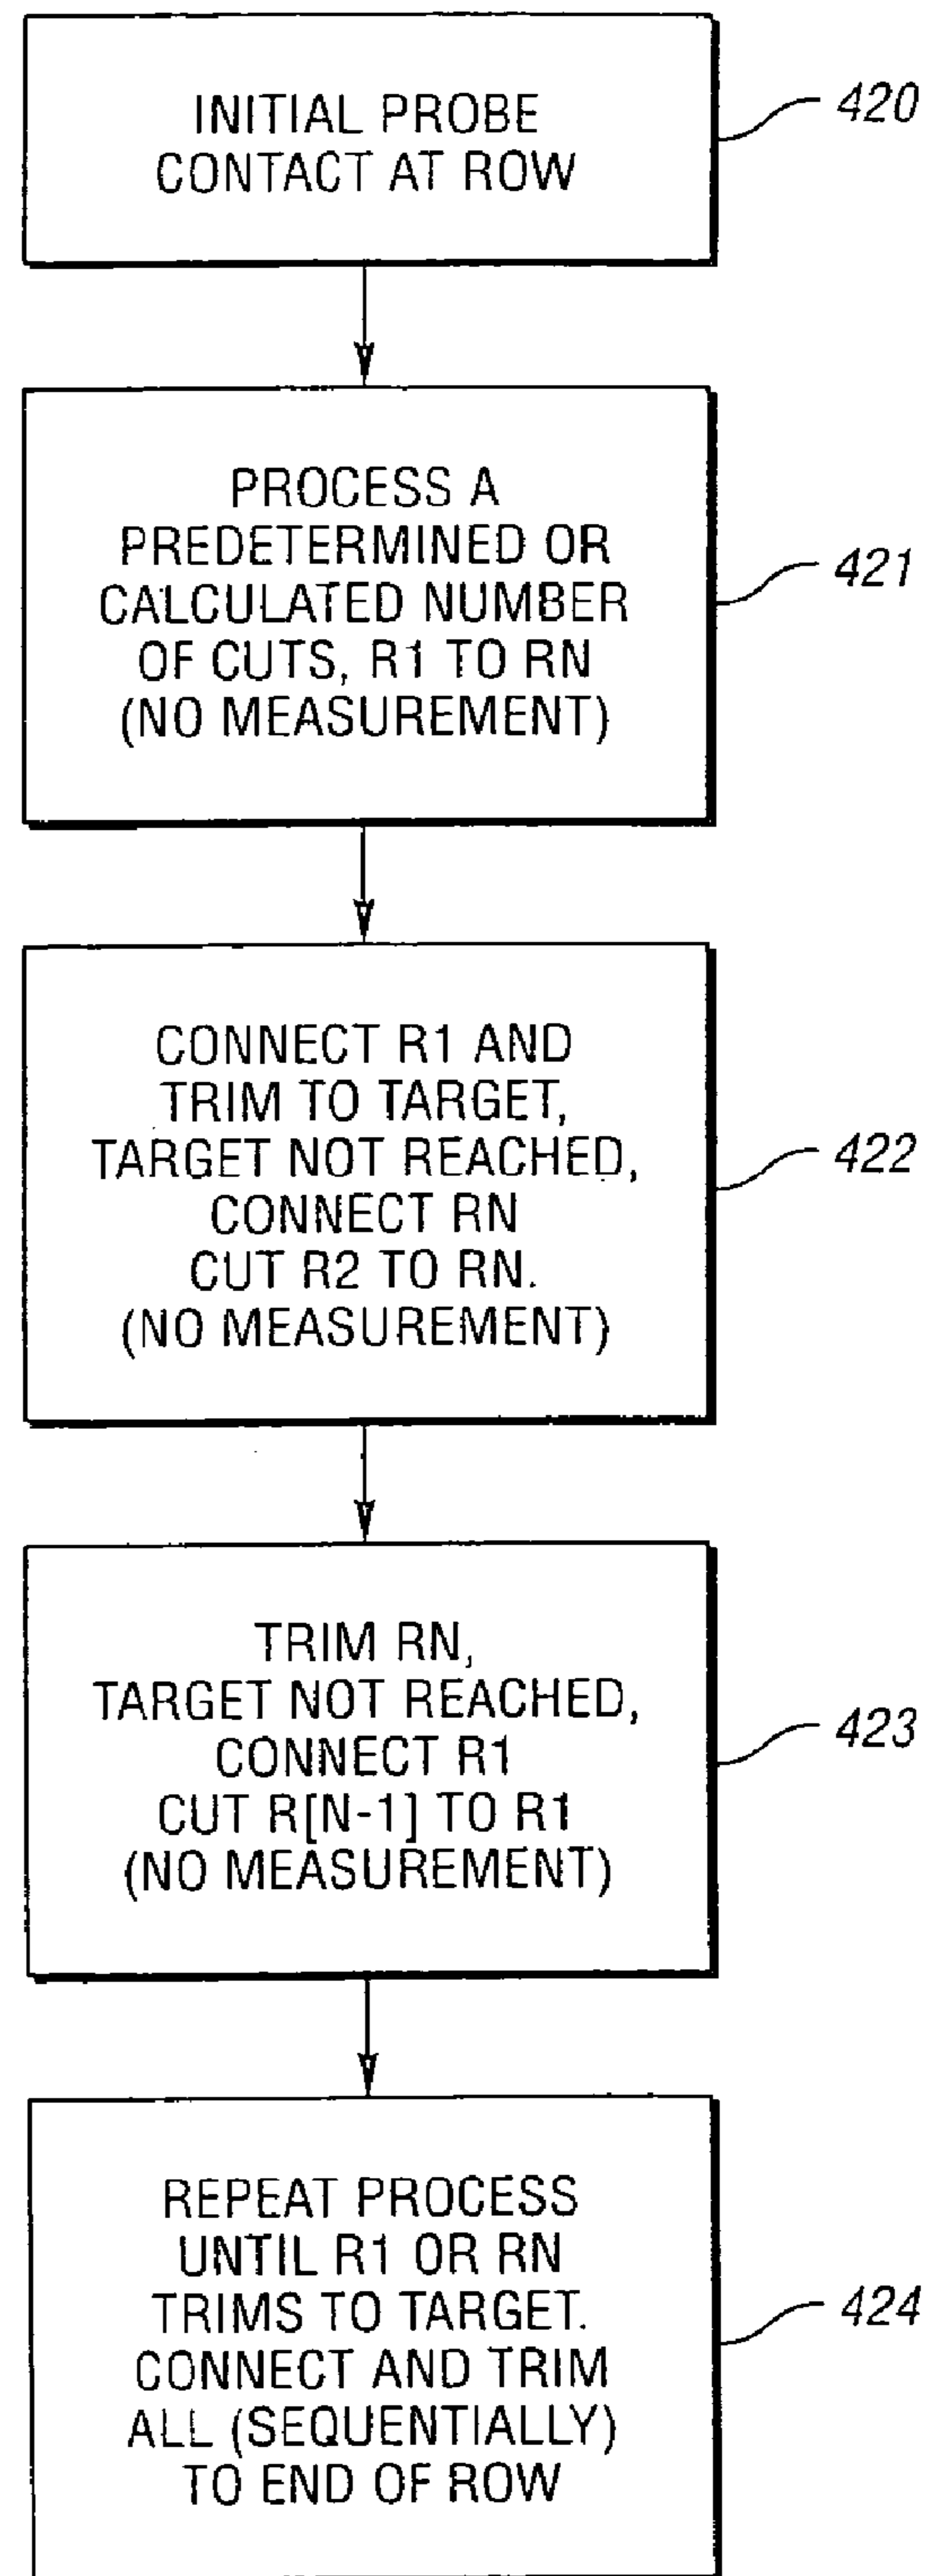 INITIAL PROBE
CONTACT AT ROW
420
PROCESS A
PREDETERMINED OR
CALCULATED NUMBER
OF CUTS, R1 TO RN
(NO MEASUREMENT)
421
CONNECT R1 AND
TRIM TO TARGET,
TARGET NOT REACHED,
CONNECT RN
CUT R2 TO RN.
(NO MEASUREMENT)
422
TRIM RN,
TARGET NOT REACHED,
CONNECT R1
CUT R[N-1] TO R1
(NO MEASUREMENT)
423
REPEAT PROCESS
UNTIL R1 OR RN
TRIMS TO TARGET.
CONNECT AND TRIM
ALL (SEQUENTIALLY)
TO END OF ROW
424